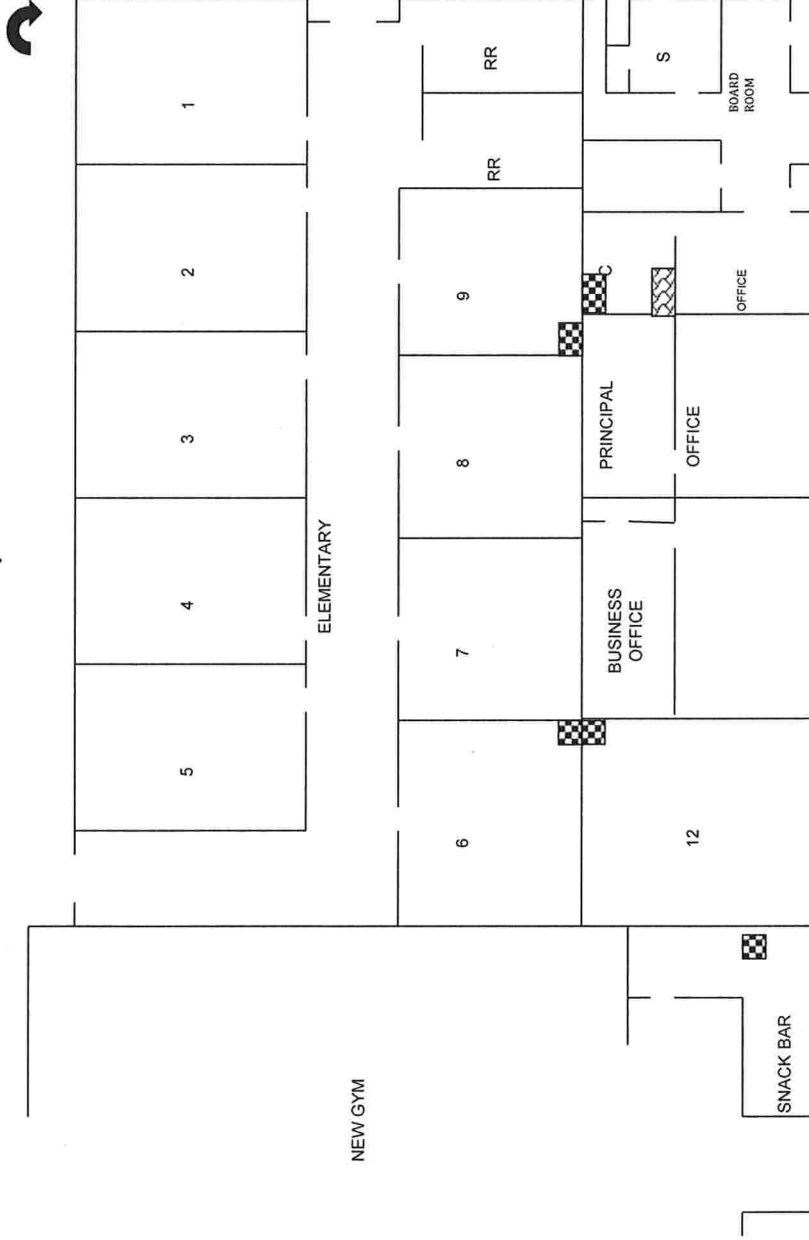 5
4
3
2
1
ELEMENTARY
NEW GYM
6
7
8
9
RR
RR
BUSINESS
OFFICE
PRINCIPAL
OFFICE
C
S
12
OFFICE
BOARD
ROOM
SNACK BAR